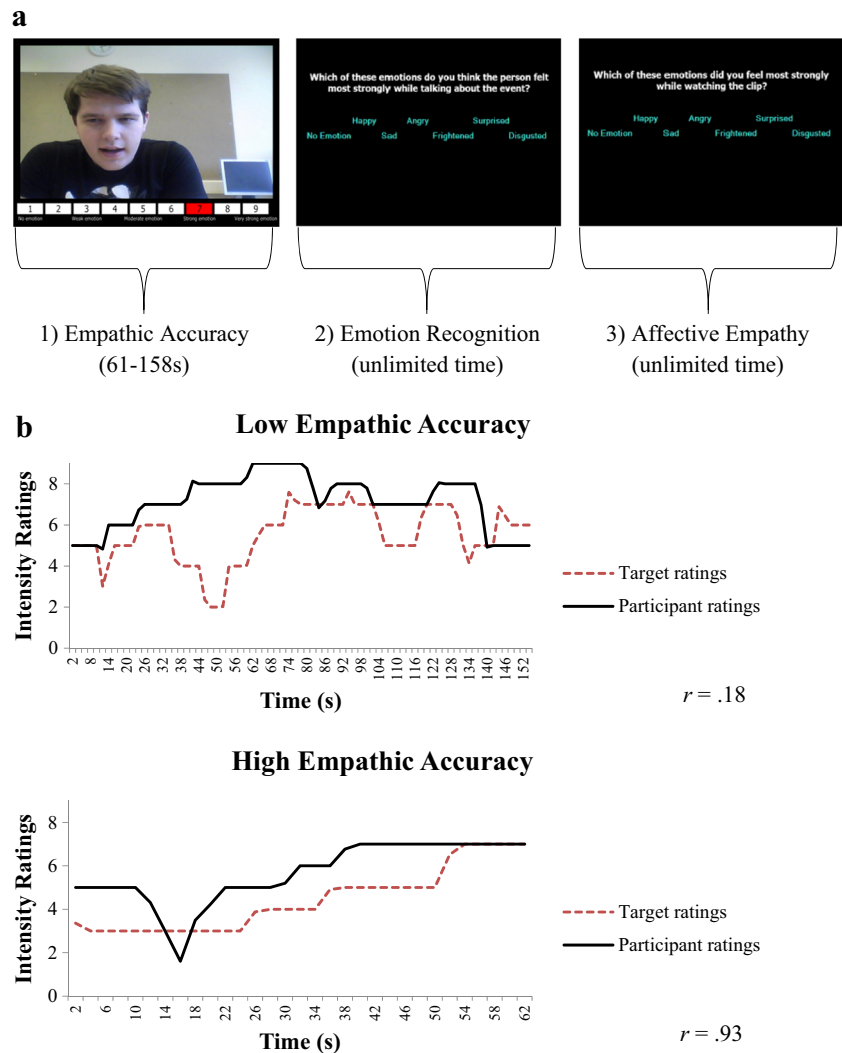 a
1 2 3 4 5 6 7 8 9
No emotion Weak emotion Moderate emotion Strong emotion Very strong emotion
Which of these emotions do you think the person felt
most strongly while talking about the event?
Happy Angry Surprised
No Emotion Sad Frightened Disgusted
Which of these emotions did you feel most strongly
while watching the clip?
Happy Angry Surprised
No Emotion Sad Frightened Disgusted
1) Empathic Accuracy
(61-158s)
2) Emotion Recognition
(unlimited time)
3) Affective Empathy
(unlimited time)
b
Low Empathic Accuracy
Intensity Ratings
8
6
4
2
0
2 8 14 20 26 32 38 44 50 56 62 68 74 80 86 92 98 104 110 116 122 128 134 140 146 152
Time (s)
Target ratings
Participant ratings
r = .18
High Empathic Accuracy
Intensity Ratings
8
6
4
2
0
2 6 10 14 18 22 26 30 34 38 42 46 50 54 58 62
Time (s)
Target ratings
Participant ratings
r = .93